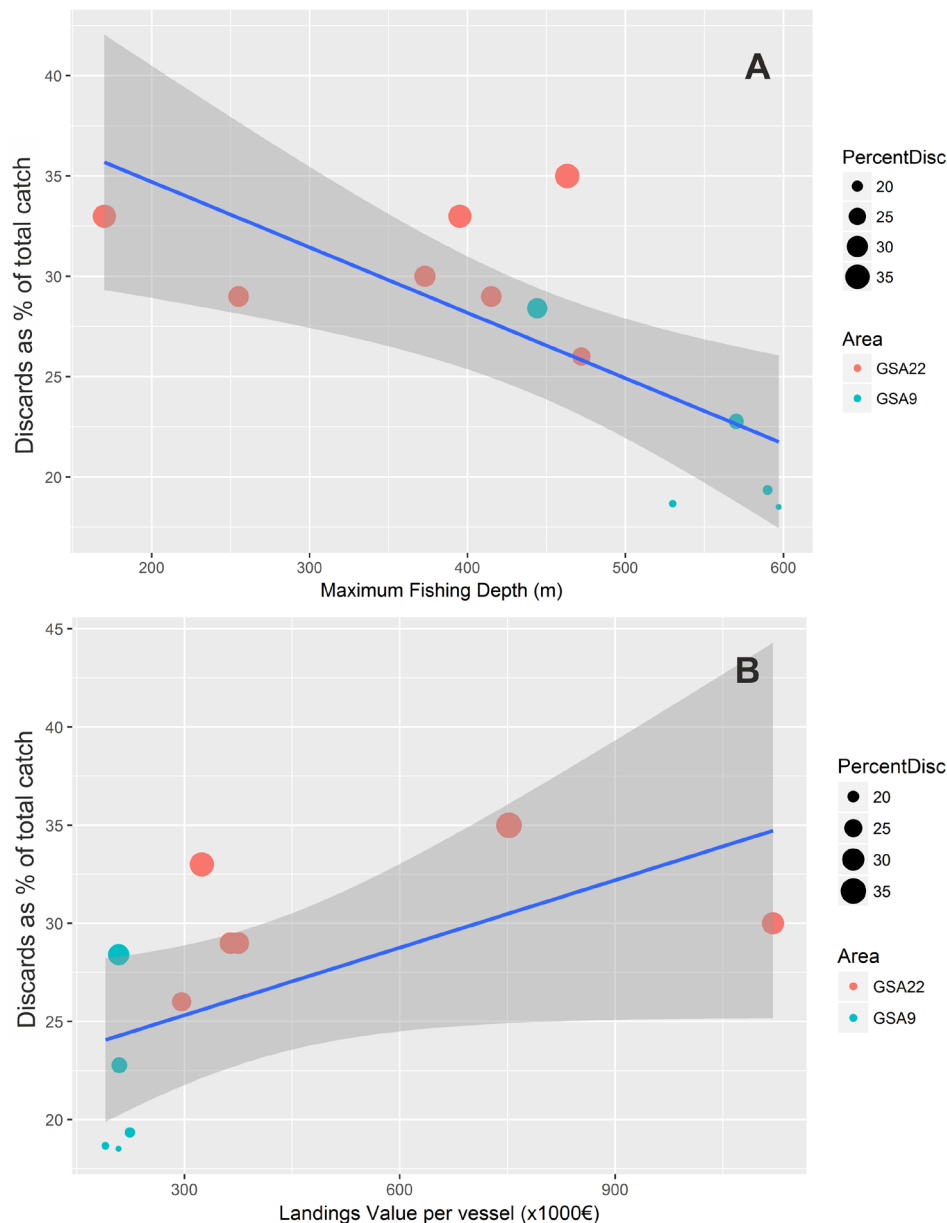 A
40
35
30
25
20
Discards as % of total catch
200 300 400 500 600
Maximum Fishing Depth (m)
PercentDisc
20
25
30
35
Area
GSA22
GSA9
B
45
40
35
30
25
20
Discards as % of total catch
300 600 900
Landings Value per vessel (x1000€)
PercentDisc
20
25
30
35
Area
GSA22
GSA9